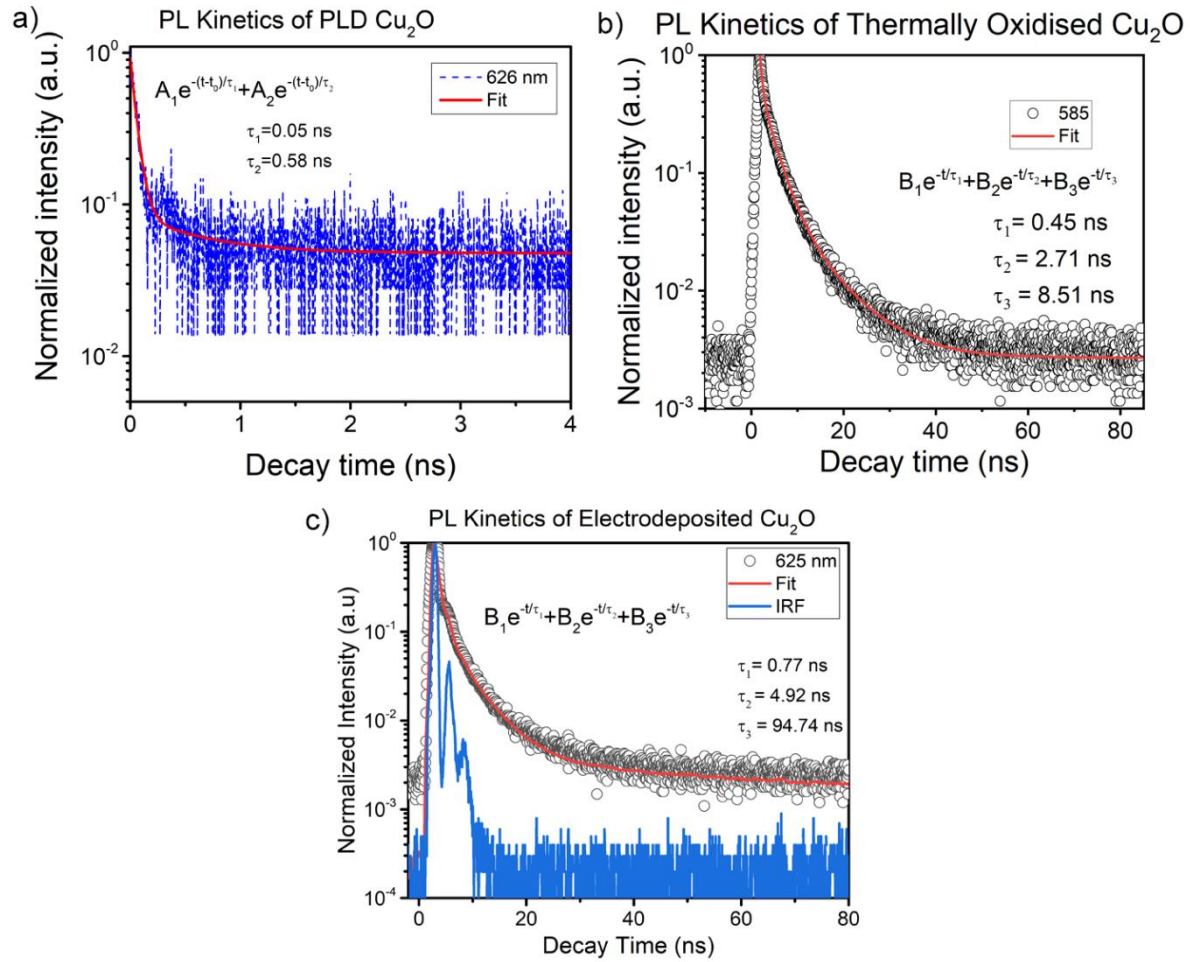 a)
PL Kinetics of PLD Cu₂O
10⁰
10⁻¹
10⁻²
Normalized intensity (a.u.)
A₁e^-(t-t₀)/τ₁+A₂e^-(t-t₀)/τ₂
τ₁=0.05 ns
τ₂=0.58 ns
626 nm
Fit
0 1 2 3 4
Decay time (ns)
b)
PL Kinetics of Thermally Oxidised Cu₂O
10⁰
10⁻¹
10⁻²
10⁻³
Normalized intensity (a.u.)
585
Fit
B₁e^-t/τ₁+B₂e^-t/τ₂+B₃e^-t/τ₃
τ₁= 0.45 ns
τ₂ = 2.71 ns
τ₃ = 8.51 ns
0 20 40 60 80
Decay time (ns)
c)
PL Kinetics of Electrodeposited Cu₂O
10⁰
10⁻¹
10⁻²
10⁻³
10⁻⁴
Normalized Intensity (a.u)
B₁e^-t/τ₁+B₂e^-t/τ₂+B₃e^-t/τ₃
625 nm
Fit
IRF
τ₁= 0.77 ns
τ₂ = 4.92 ns
τ₃ = 94.74 ns
0 20 40 60 80
Decay Time (ns)